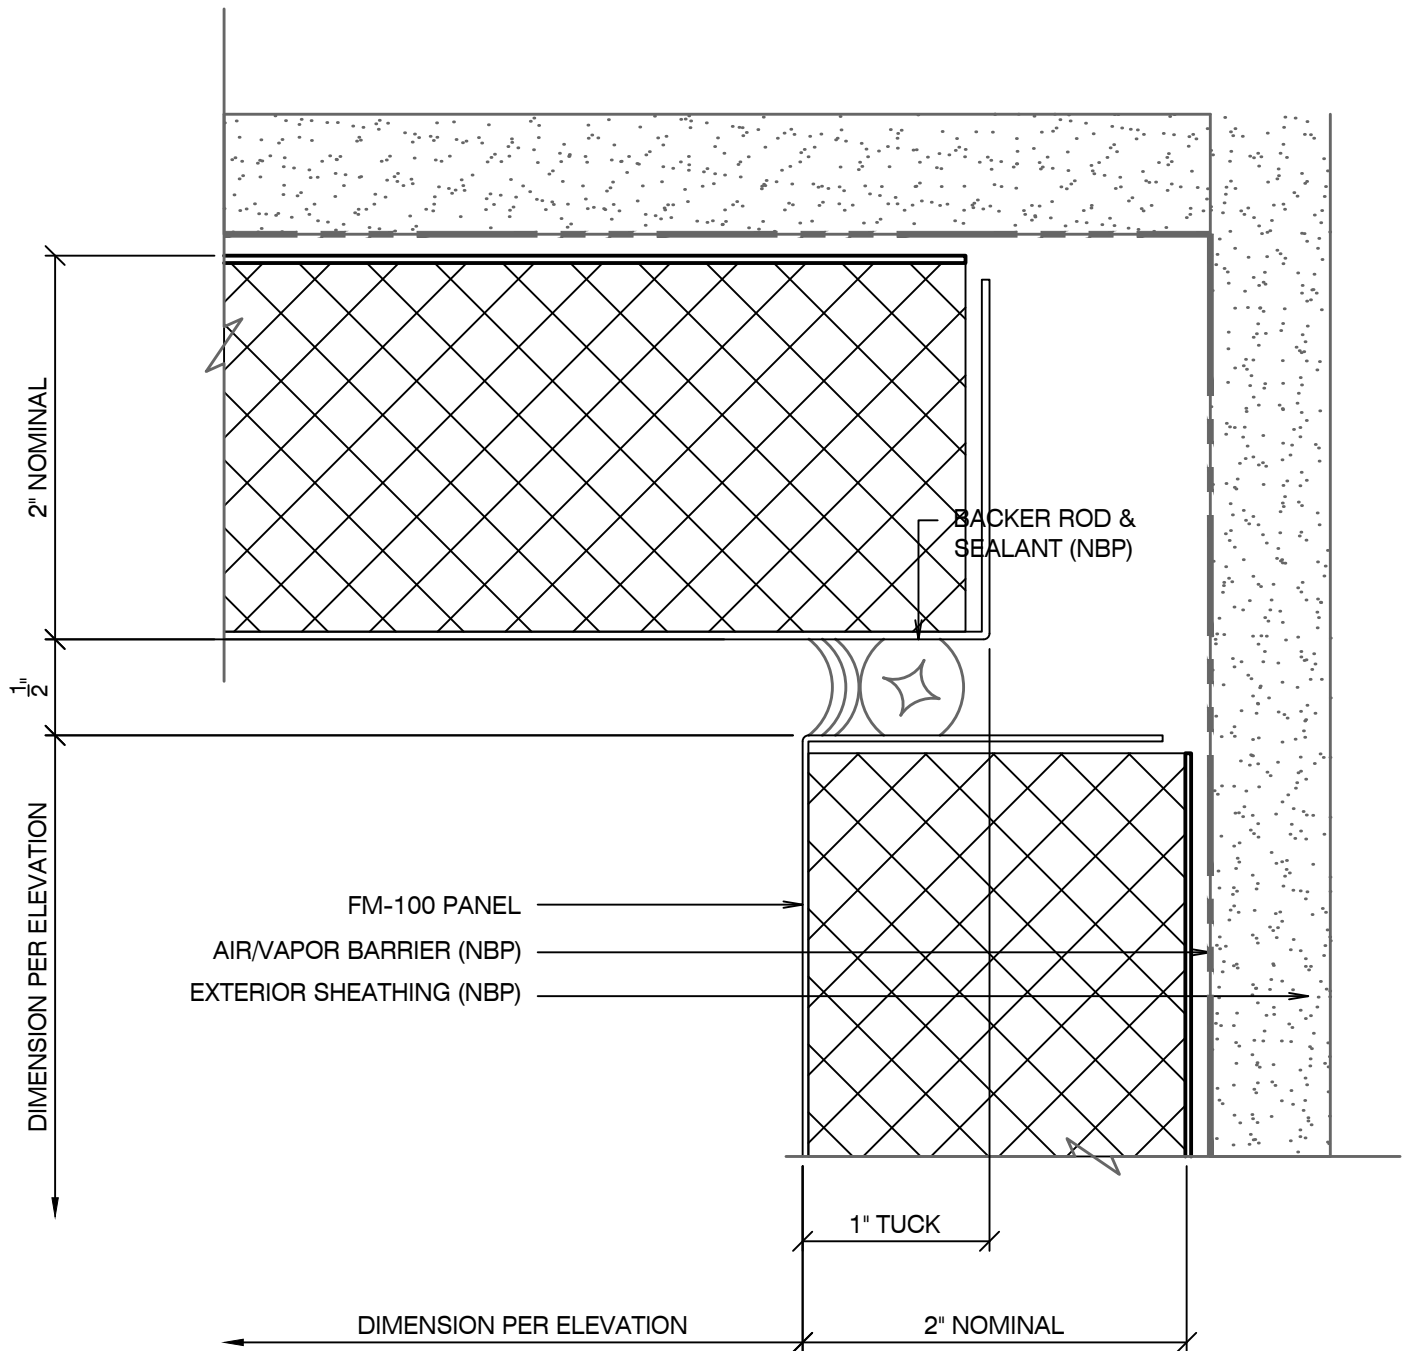 2" NOMINAL
BACKER ROD &
SEALANT (NBP)
1/2"
DIMENSION PER ELEVATION
FM-100 PANEL
AIR/VAPOR BARRIER (NBP)
EXTERIOR SHEATHING (NBP)
1" TUCK
DIMENSION PER ELEVATION
2" NOMINAL